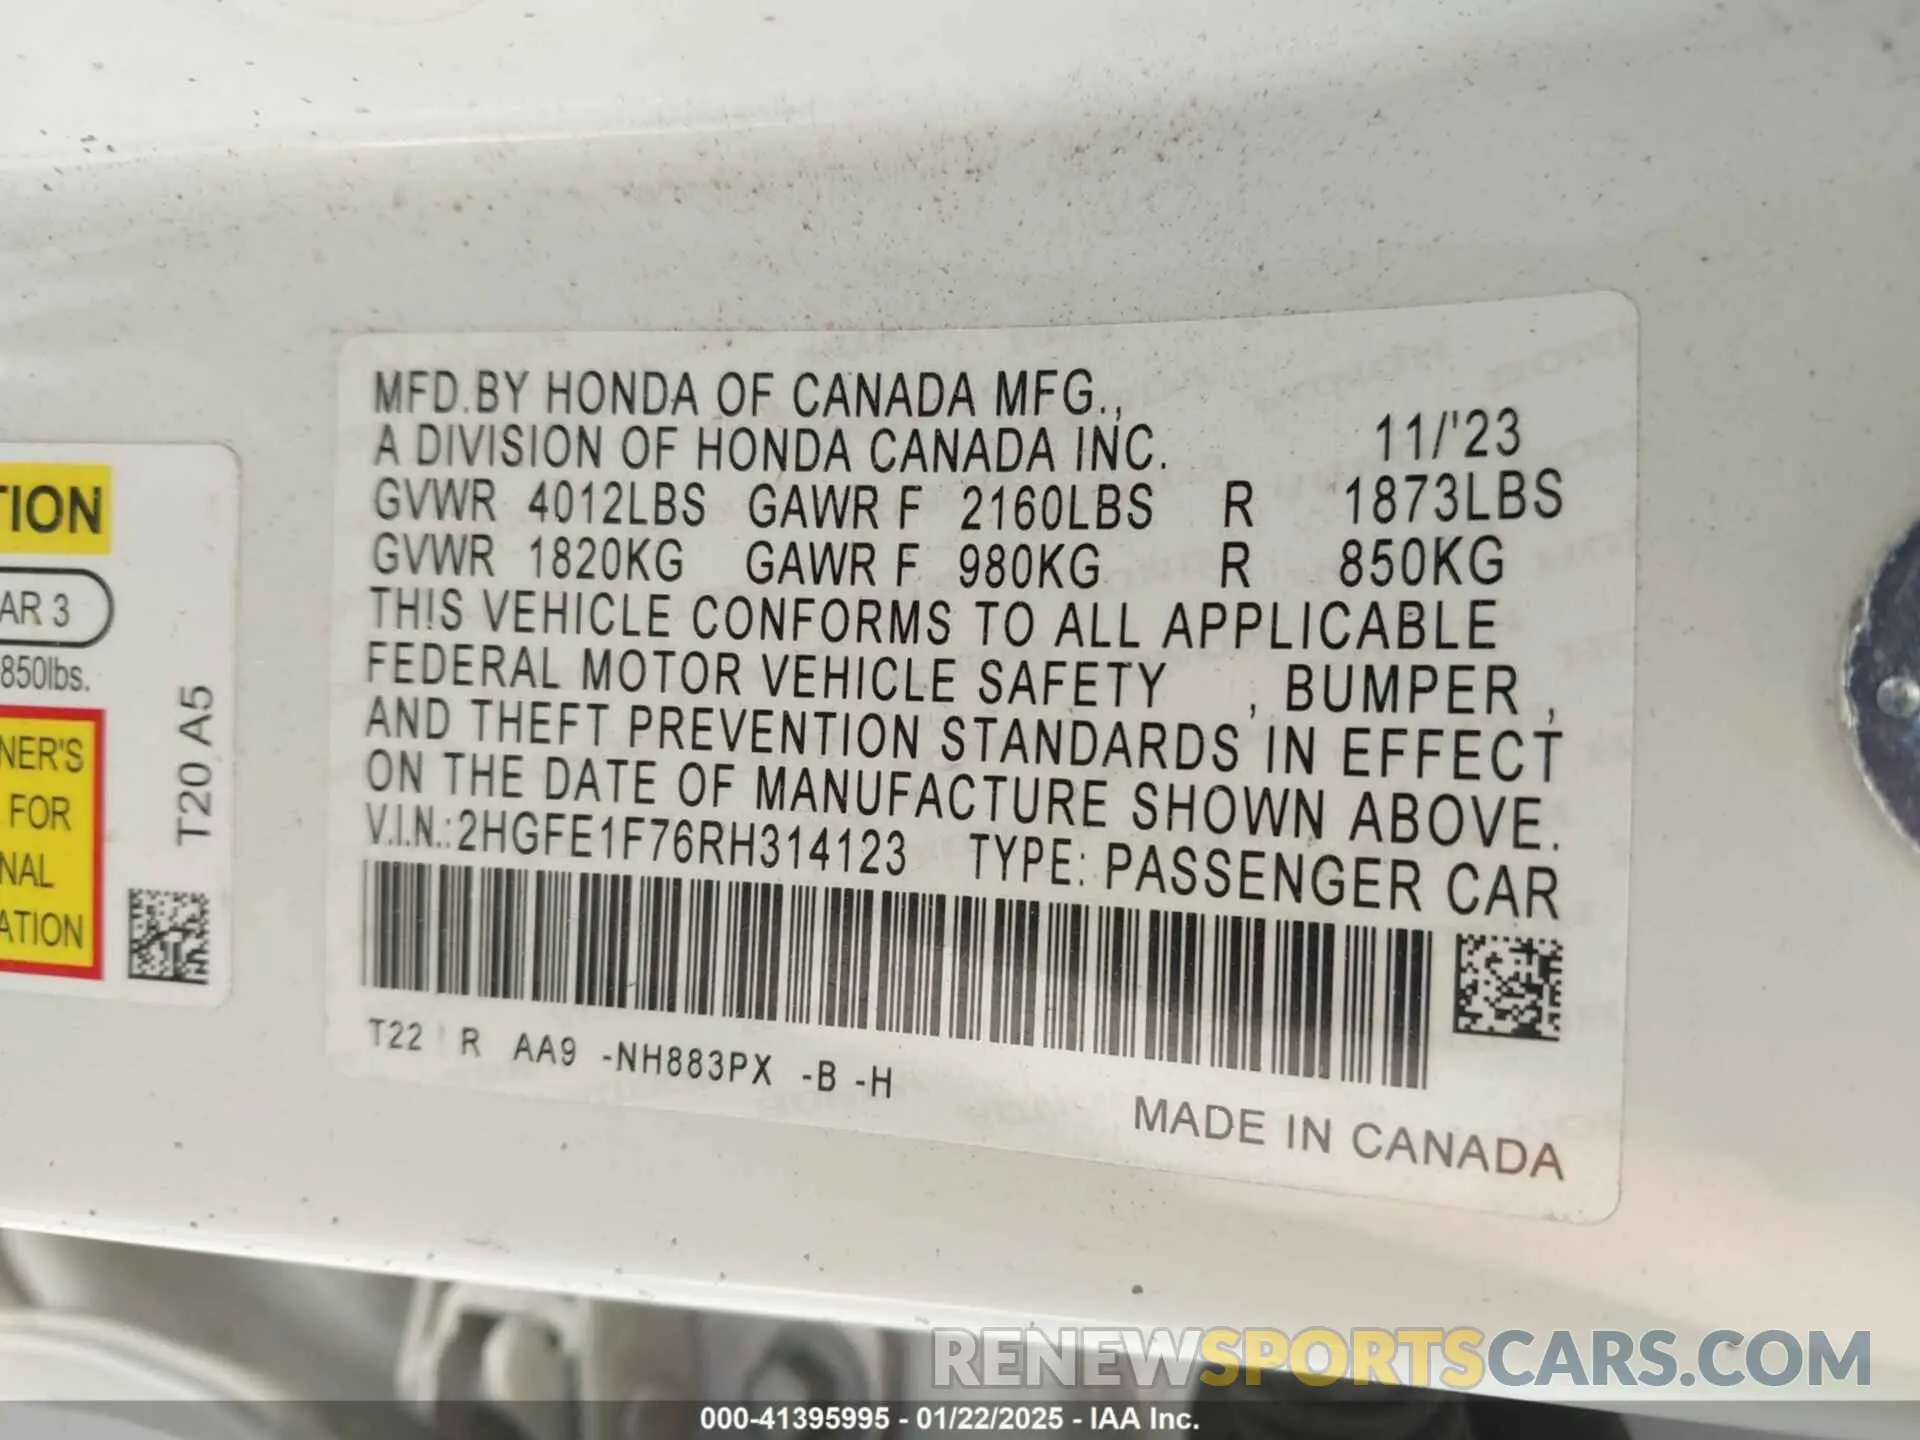 TION
AR 3
850lbs.
NER'S
FOR
NAL
ATION
T20 A5
MFD.BY HONDA OF CANADA MFG.,
A DIVISION OF HONDA CANADA INC. 11/'23
GVWR 4012LBS GAWR F 2160LBS R 1873LBS
GVWR 1820KG GAWR F 980KG R 850KG
THIS VEHICLE CONFORMS TO ALL APPLICABLE
FEDERAL MOTOR VEHICLE SAFETY , BUMPER ,
AND THEFT PREVENTION STANDARDS IN EFFECT
ON THE DATE OF MANUFACTURE SHOWN ABOVE.
V.I.N.:2HGFE1F76RH314123 TYPE: PASSENGER CAR
T22 R AA9 -NH883PX -B -H
MADE IN CANADA
RENEWSPORTSCARS.COM
000-41395995 - 01/22/2025 - IAA Inc.